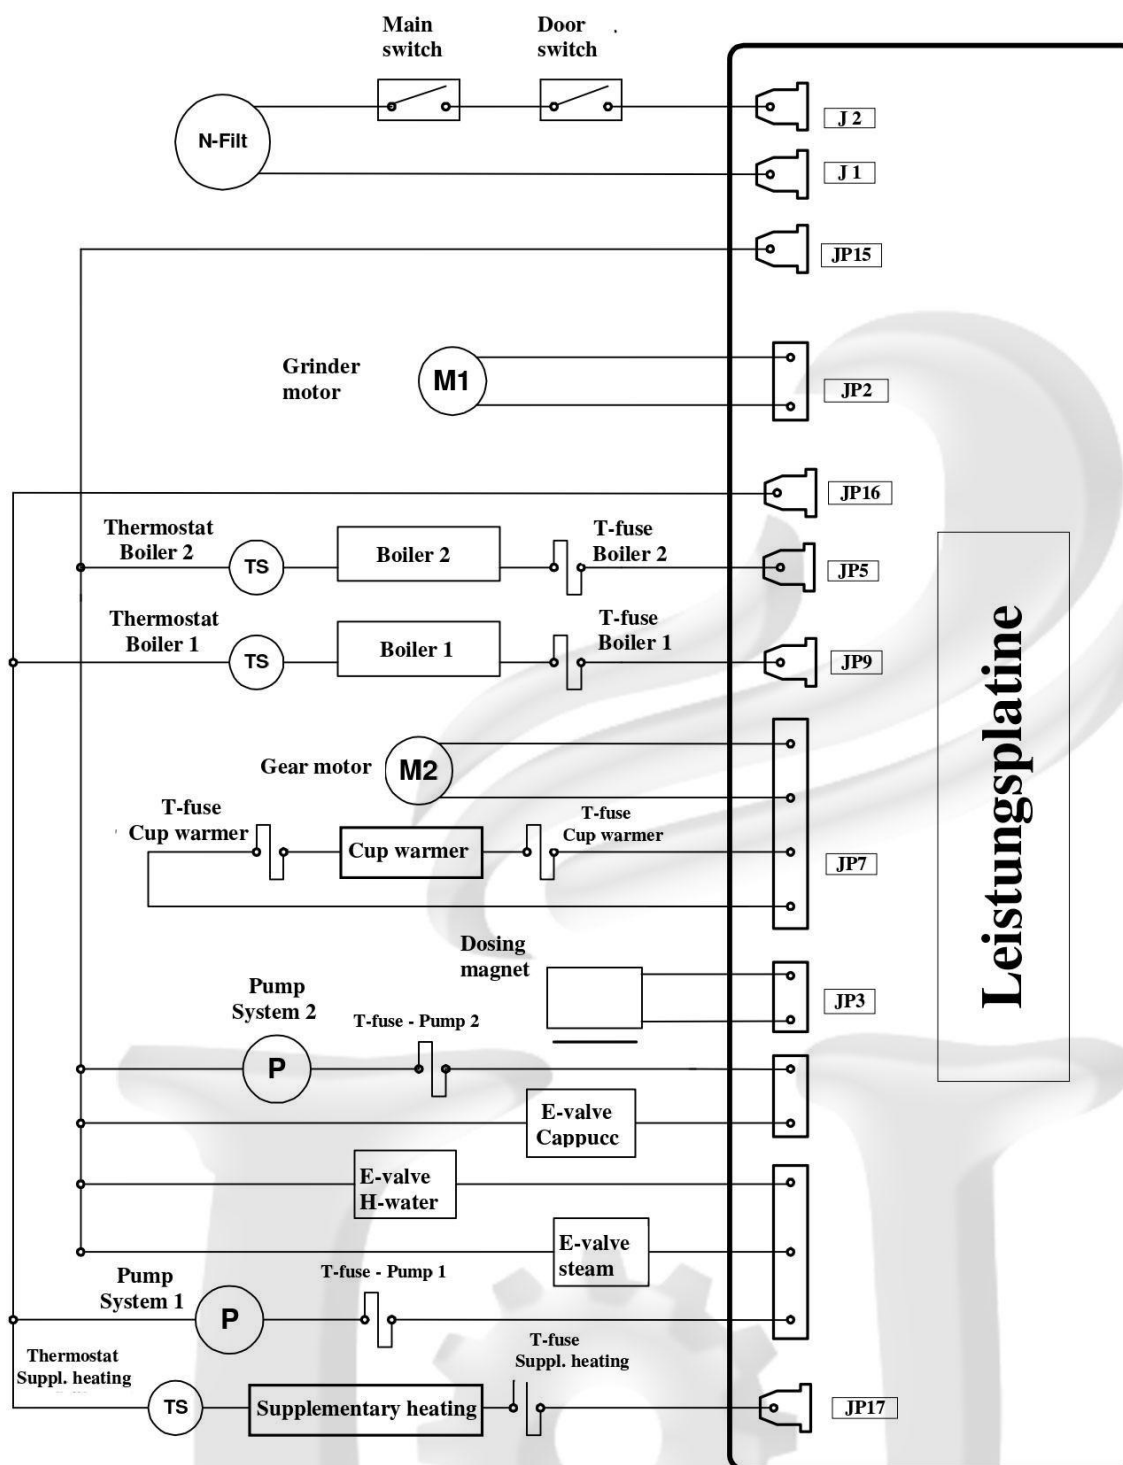 Main
switch
Door
switch
N-Filt
J 2
J 1
JP15
Grinder
motor
M1
JP2
JP16
Thermostat
Boiler 2
TS
Boiler 2
T-fuse
Boiler 2
JP5
Thermostat
Boiler 1
TS
Boiler 1
T-fuse
Boiler 1
JP9
Leistungsplatine
Gear motor
M2
T-fuse
Cup warmer
Cup warmer
T-fuse
Cup warmer
JP7
Dosing
magnet
JP3
Pump
System 2
P
T-fuse - Pump 2
E-valve
Cappucc
E-valve
H-water
E-valve
steam
Pump
System 1
P
T-fuse - Pump 1
Thermostat
Suppl. heating
TS
Supplementary heating
T-fuse
Suppl. heating
JP17